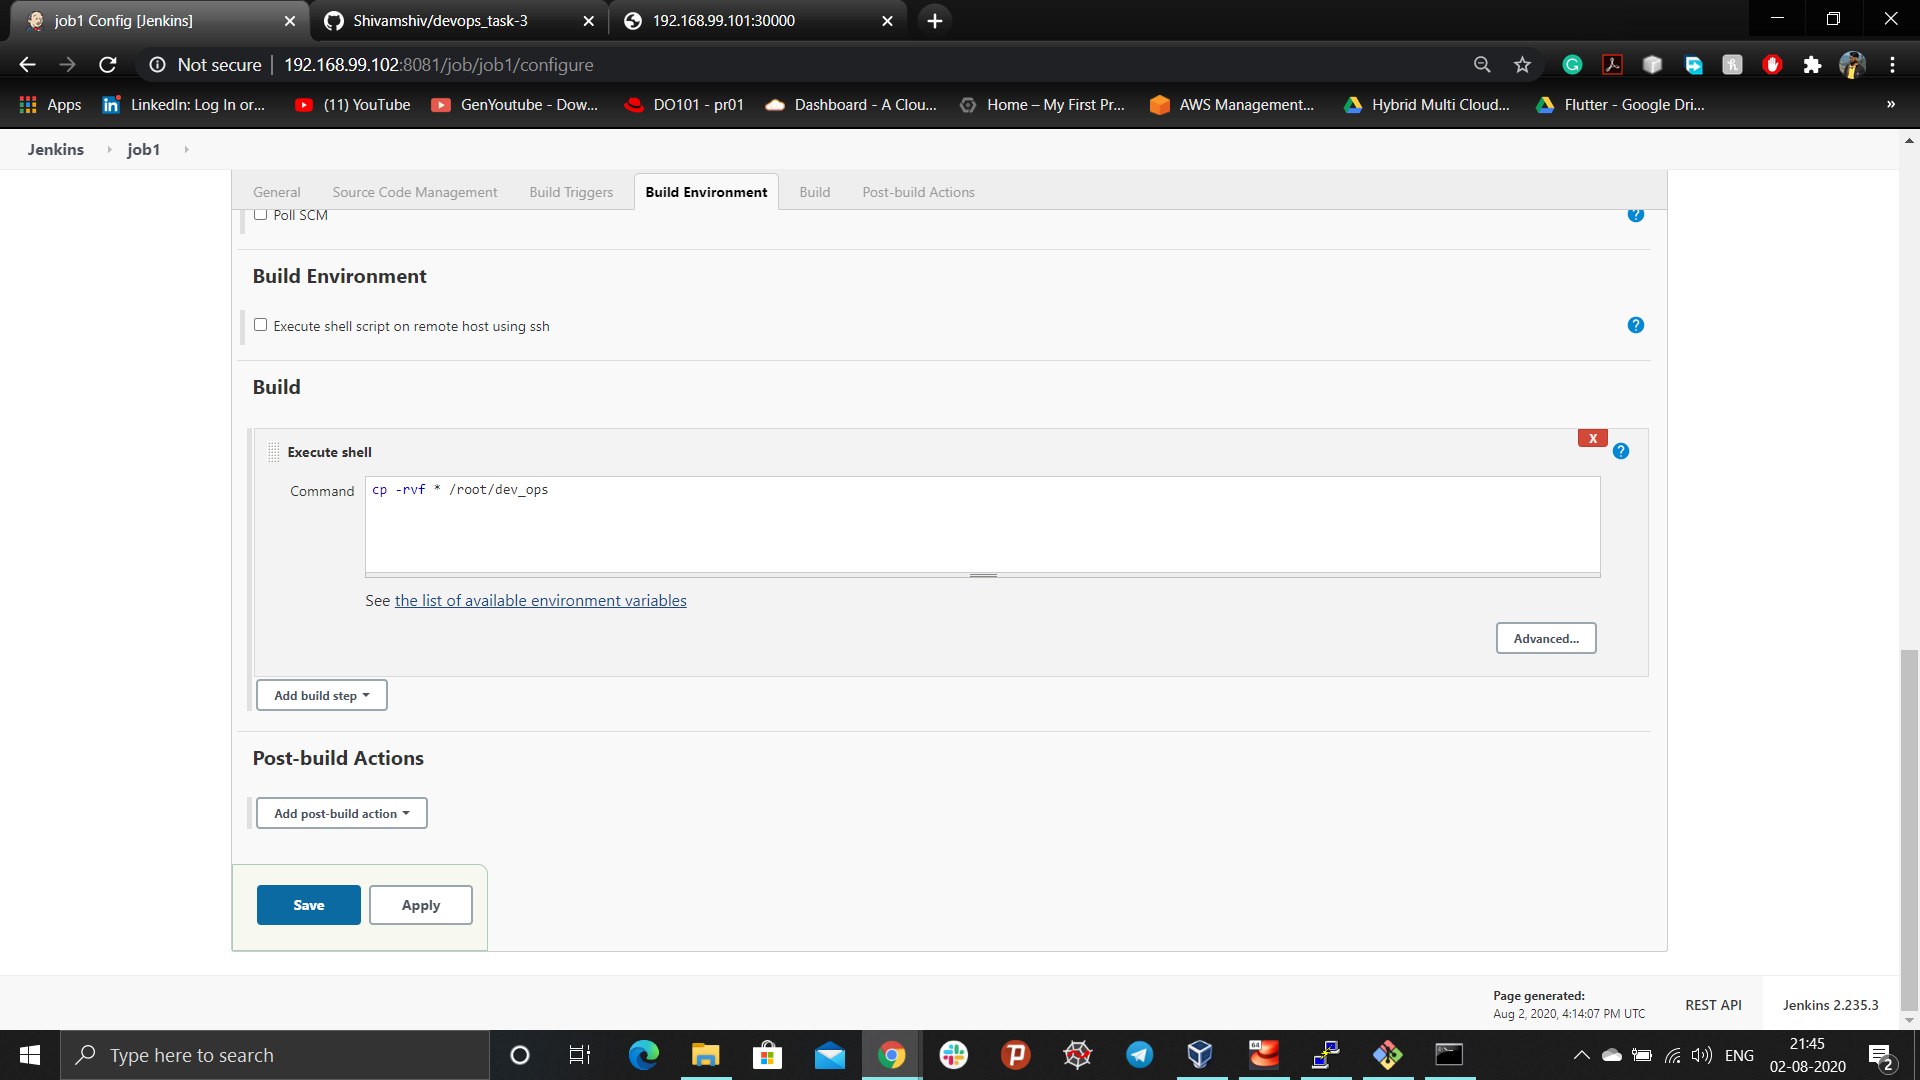 job1 Config [Jenkins]
Shivamshiv/devops_task-3
192.168.99.101:30000
Not secure
192.168.99.102:8081/job/job1/configure
Apps
LinkedIn: Log In or...
(11) YouTube
GenYoutube - Dow...
DO101 - pr01
Dashboard - A Clou...
Home – My First Pr...
AWS Management...
Hybrid Multi Cloud...
Flutter - Google Dri...
»
Jenkins
job1
General
Source Code Management
Build Triggers
Build Environment
Build
Post-build Actions
Poll SCM
?
Build Environment
Execute shell script on remote host using ssh
?
Build
Execute shell
X
?
Command
cp -rvf * /root/dev_ops
See the list of available environment variables
Advanced...
Add build step
Post-build Actions
Add post-build action
Save
Apply
Page generated:
Aug 2, 2020, 4:14:07 PM UTC
REST API
Jenkins 2.235.3
Type here to search
64
ENG
21:45
02-08-2020
2